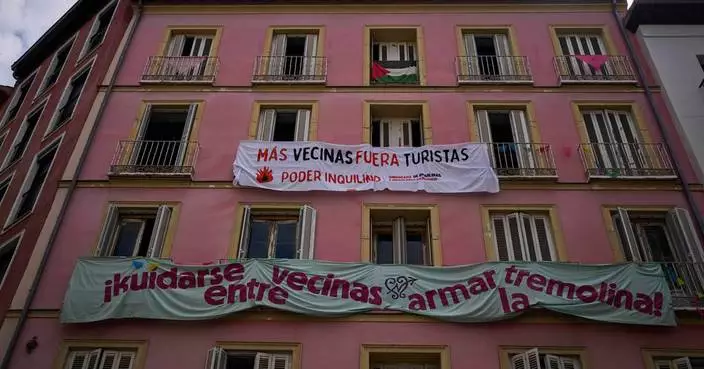 MÁS VECINAS FUERA TURISTAS
PODER INQUILINO
¡KUIDARSE ENTRE VECINAS
ARMAR LA TREMOLINA!